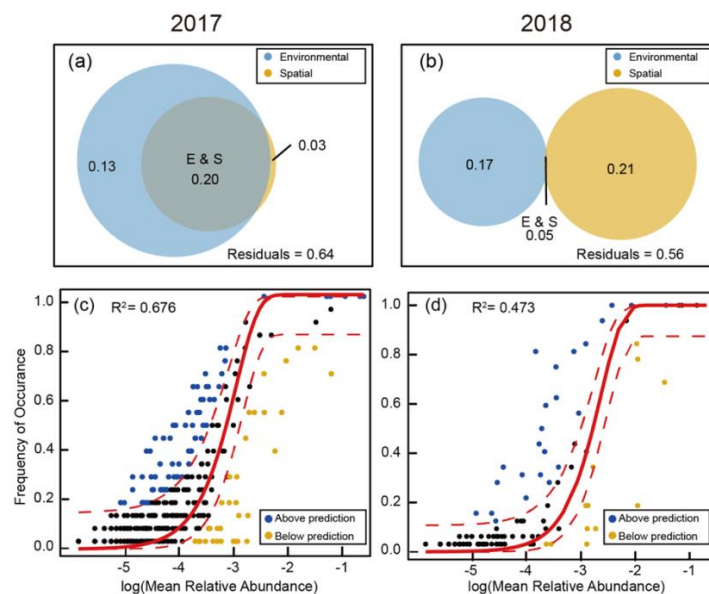 2017
2018
(a)
Environmental
Spatial
0.13
E & S
0.20
0.03
Residuals = 0.64
(b)
Environmental
Spatial
0.17
0.21
E & S
0.05
Residuals = 0.56
(c)
R²= 0.676
Frequency of Occurance
1.0
0.8
0.6
0.4
0.2
0.0
Above prediction
Below prediction
-5
-4
-3
-2
-1
log(Mean Relative Abundance)
(d)
R²= 0.473
1.0
0.8
0.6
0.4
0.2
0.0
Above prediction
Below prediction
-5
-4
-3
-2
-1
log(Mean Relative Abundance)